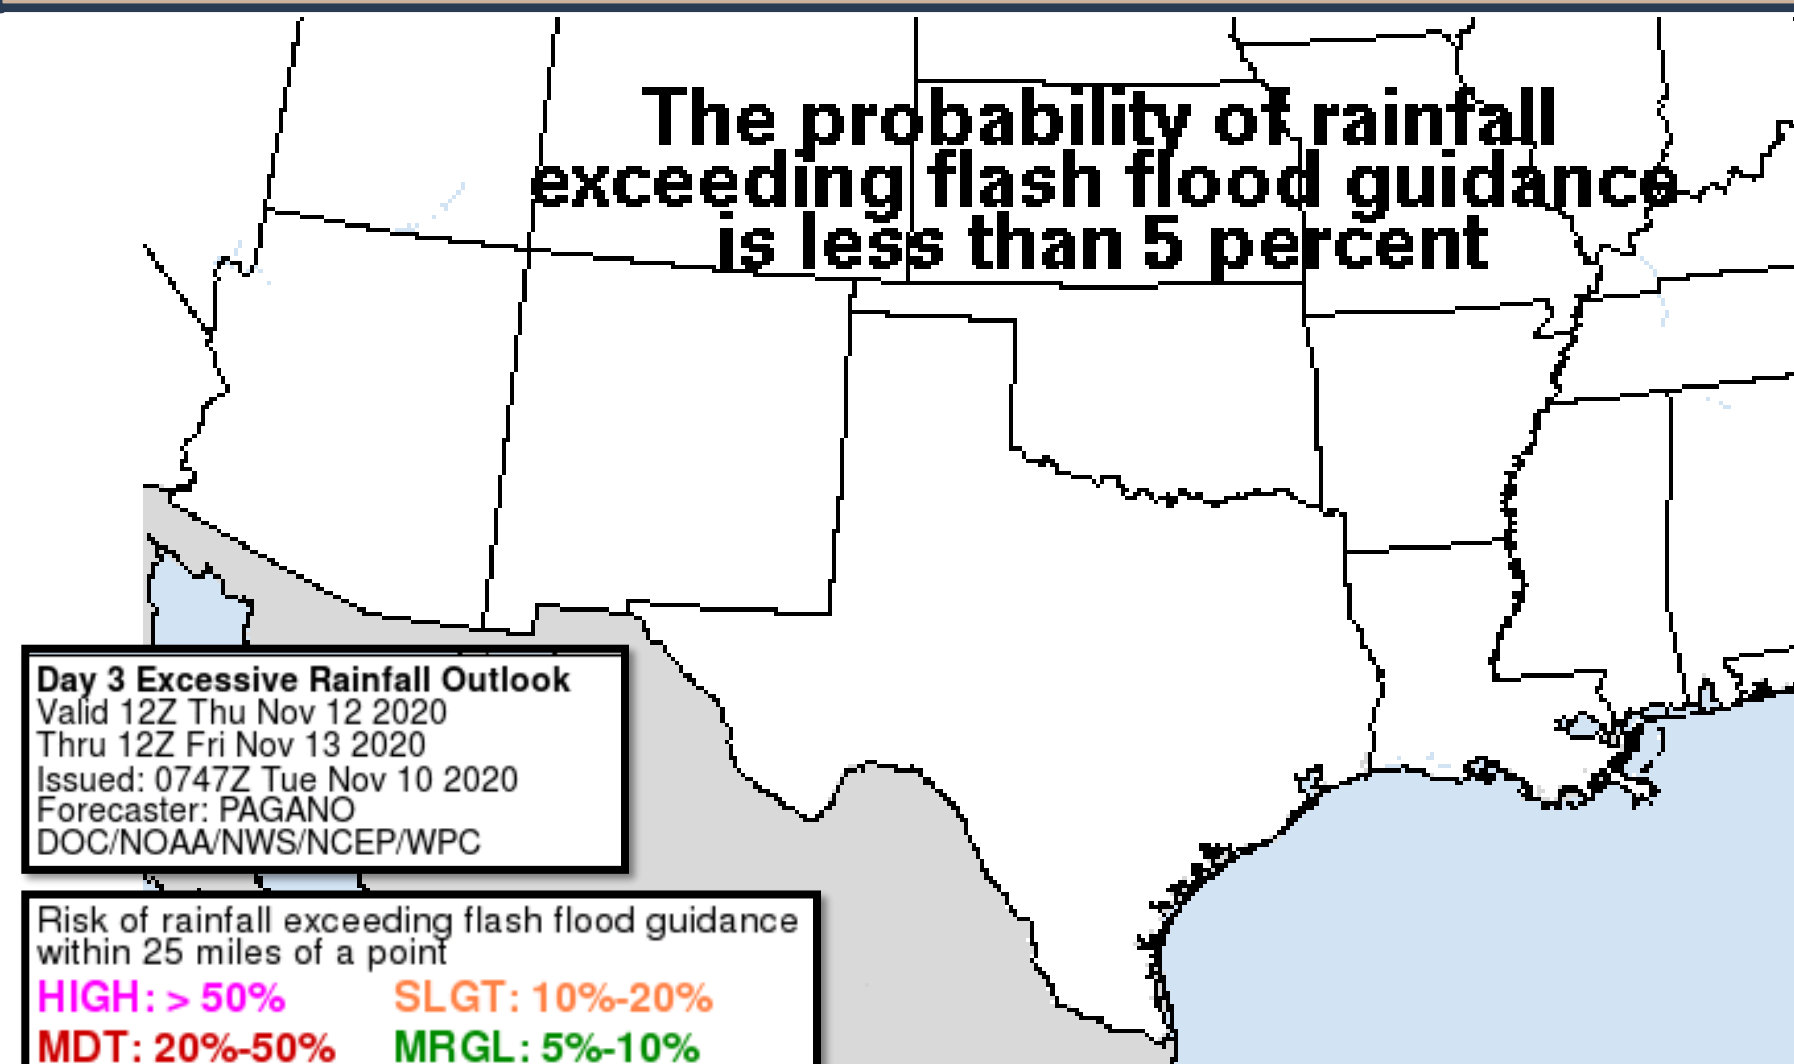 The probability of rainfall
exceeding flash flood guidance
is less than 5 percent
Day 3 Excessive Rainfall Outlook
Valid 12Z Thu Nov 12 2020
Thru 12Z Fri Nov 13 2020
Issued: 0747Z Tue Nov 10 2020
Forecaster: PAGANO
DOC/NOAA/NWS/NCEP/WPC
Risk of rainfall exceeding flash flood guidance
within 25 miles of a point
HIGH: > 50% SLGT: 10%-20%
MDT: 20%-50% MRGL: 5%-10%